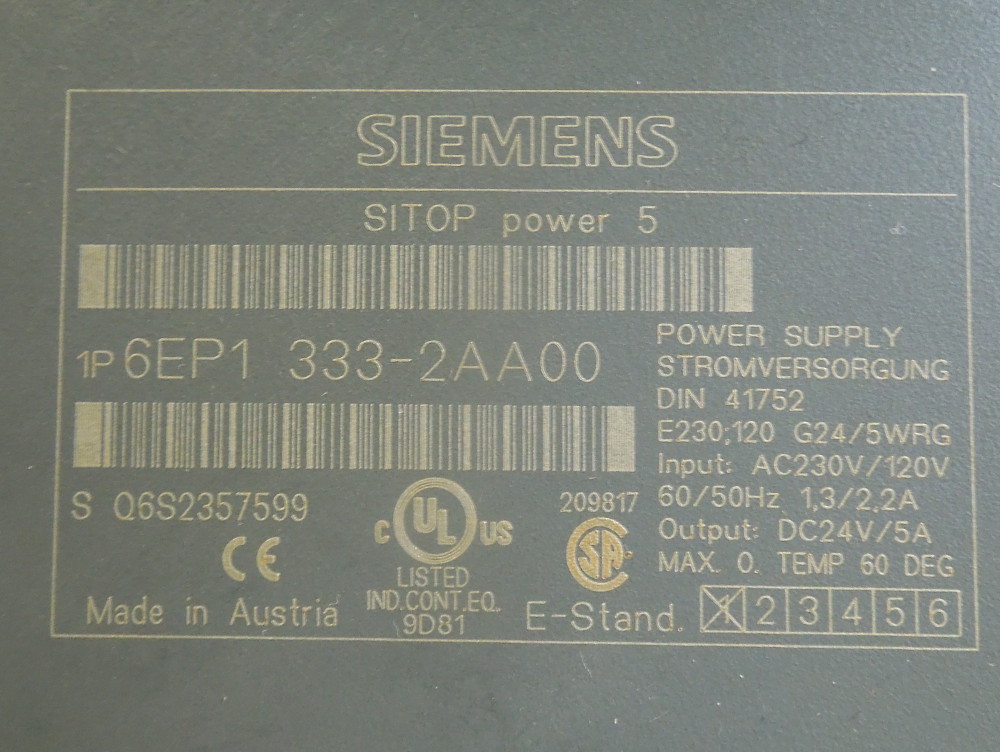 SIEMENS
SITOP power 5
1P 6EP1 333-2AA00
POWER SUPPLY
STROMVERSORGUNG
DIN 41752
E230;120 G24/5WRG
Input: AC230V/120V
60/50Hz 1,3/2,2A
Output: DC24V/5A
MAX. O. TEMP 60 DEG
S Q6S2357599
CE
C UL US
LISTED
IND.CONT.EQ.
9D81
209817
SA
Made in Austria
E-Stand. 1 2 3 4 5 6